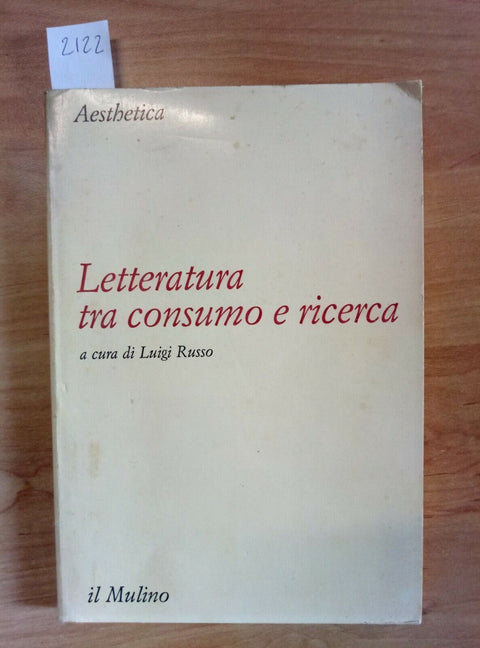 2122
Aesthetica
Letteratura
tra consumo e ricerca
a cura di Luigi Russo
il Mulino